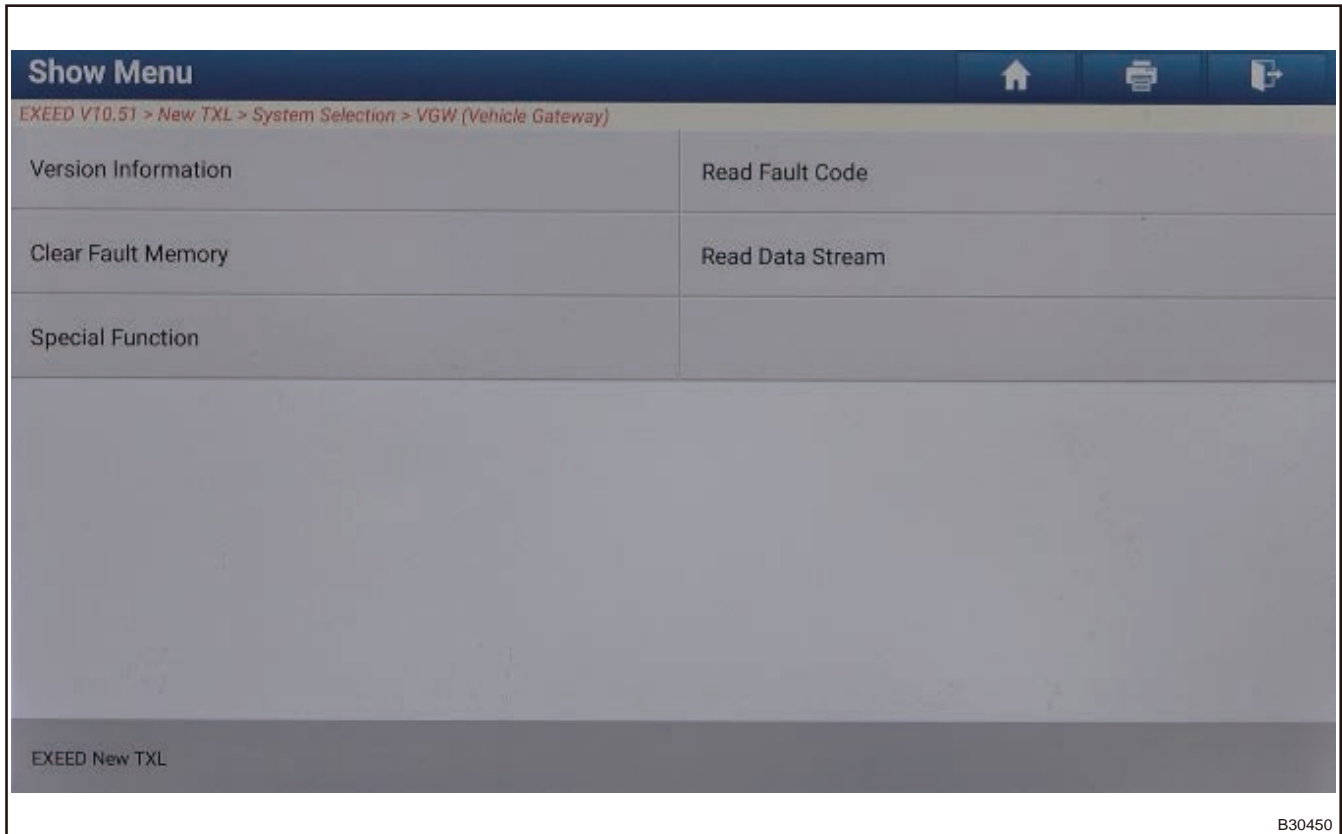 Show Menu
EXEED V10.51 > New TXL > System Selection > VGW (Vehicle Gateway)
Version Information
Read Fault Code
Clear Fault Memory
Read Data Stream
Special Function
EXEED New TXL
B30450